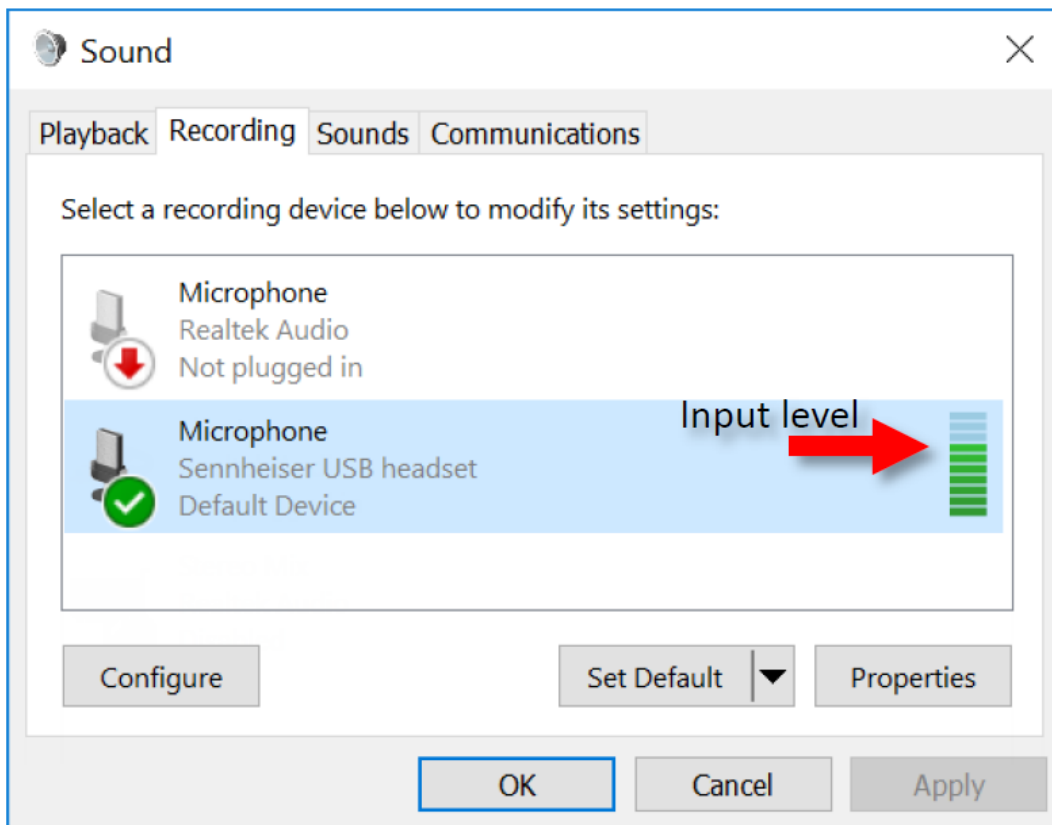 Sound
Playback Recording Sounds Communications
Select a recording device below to modify its settings:
Microphone
Realtek Audio
Not plugged in
Microphone
Sennheiser USB headset
Default Device
Input level
Configure Set Default Properties
OK Cancel Apply